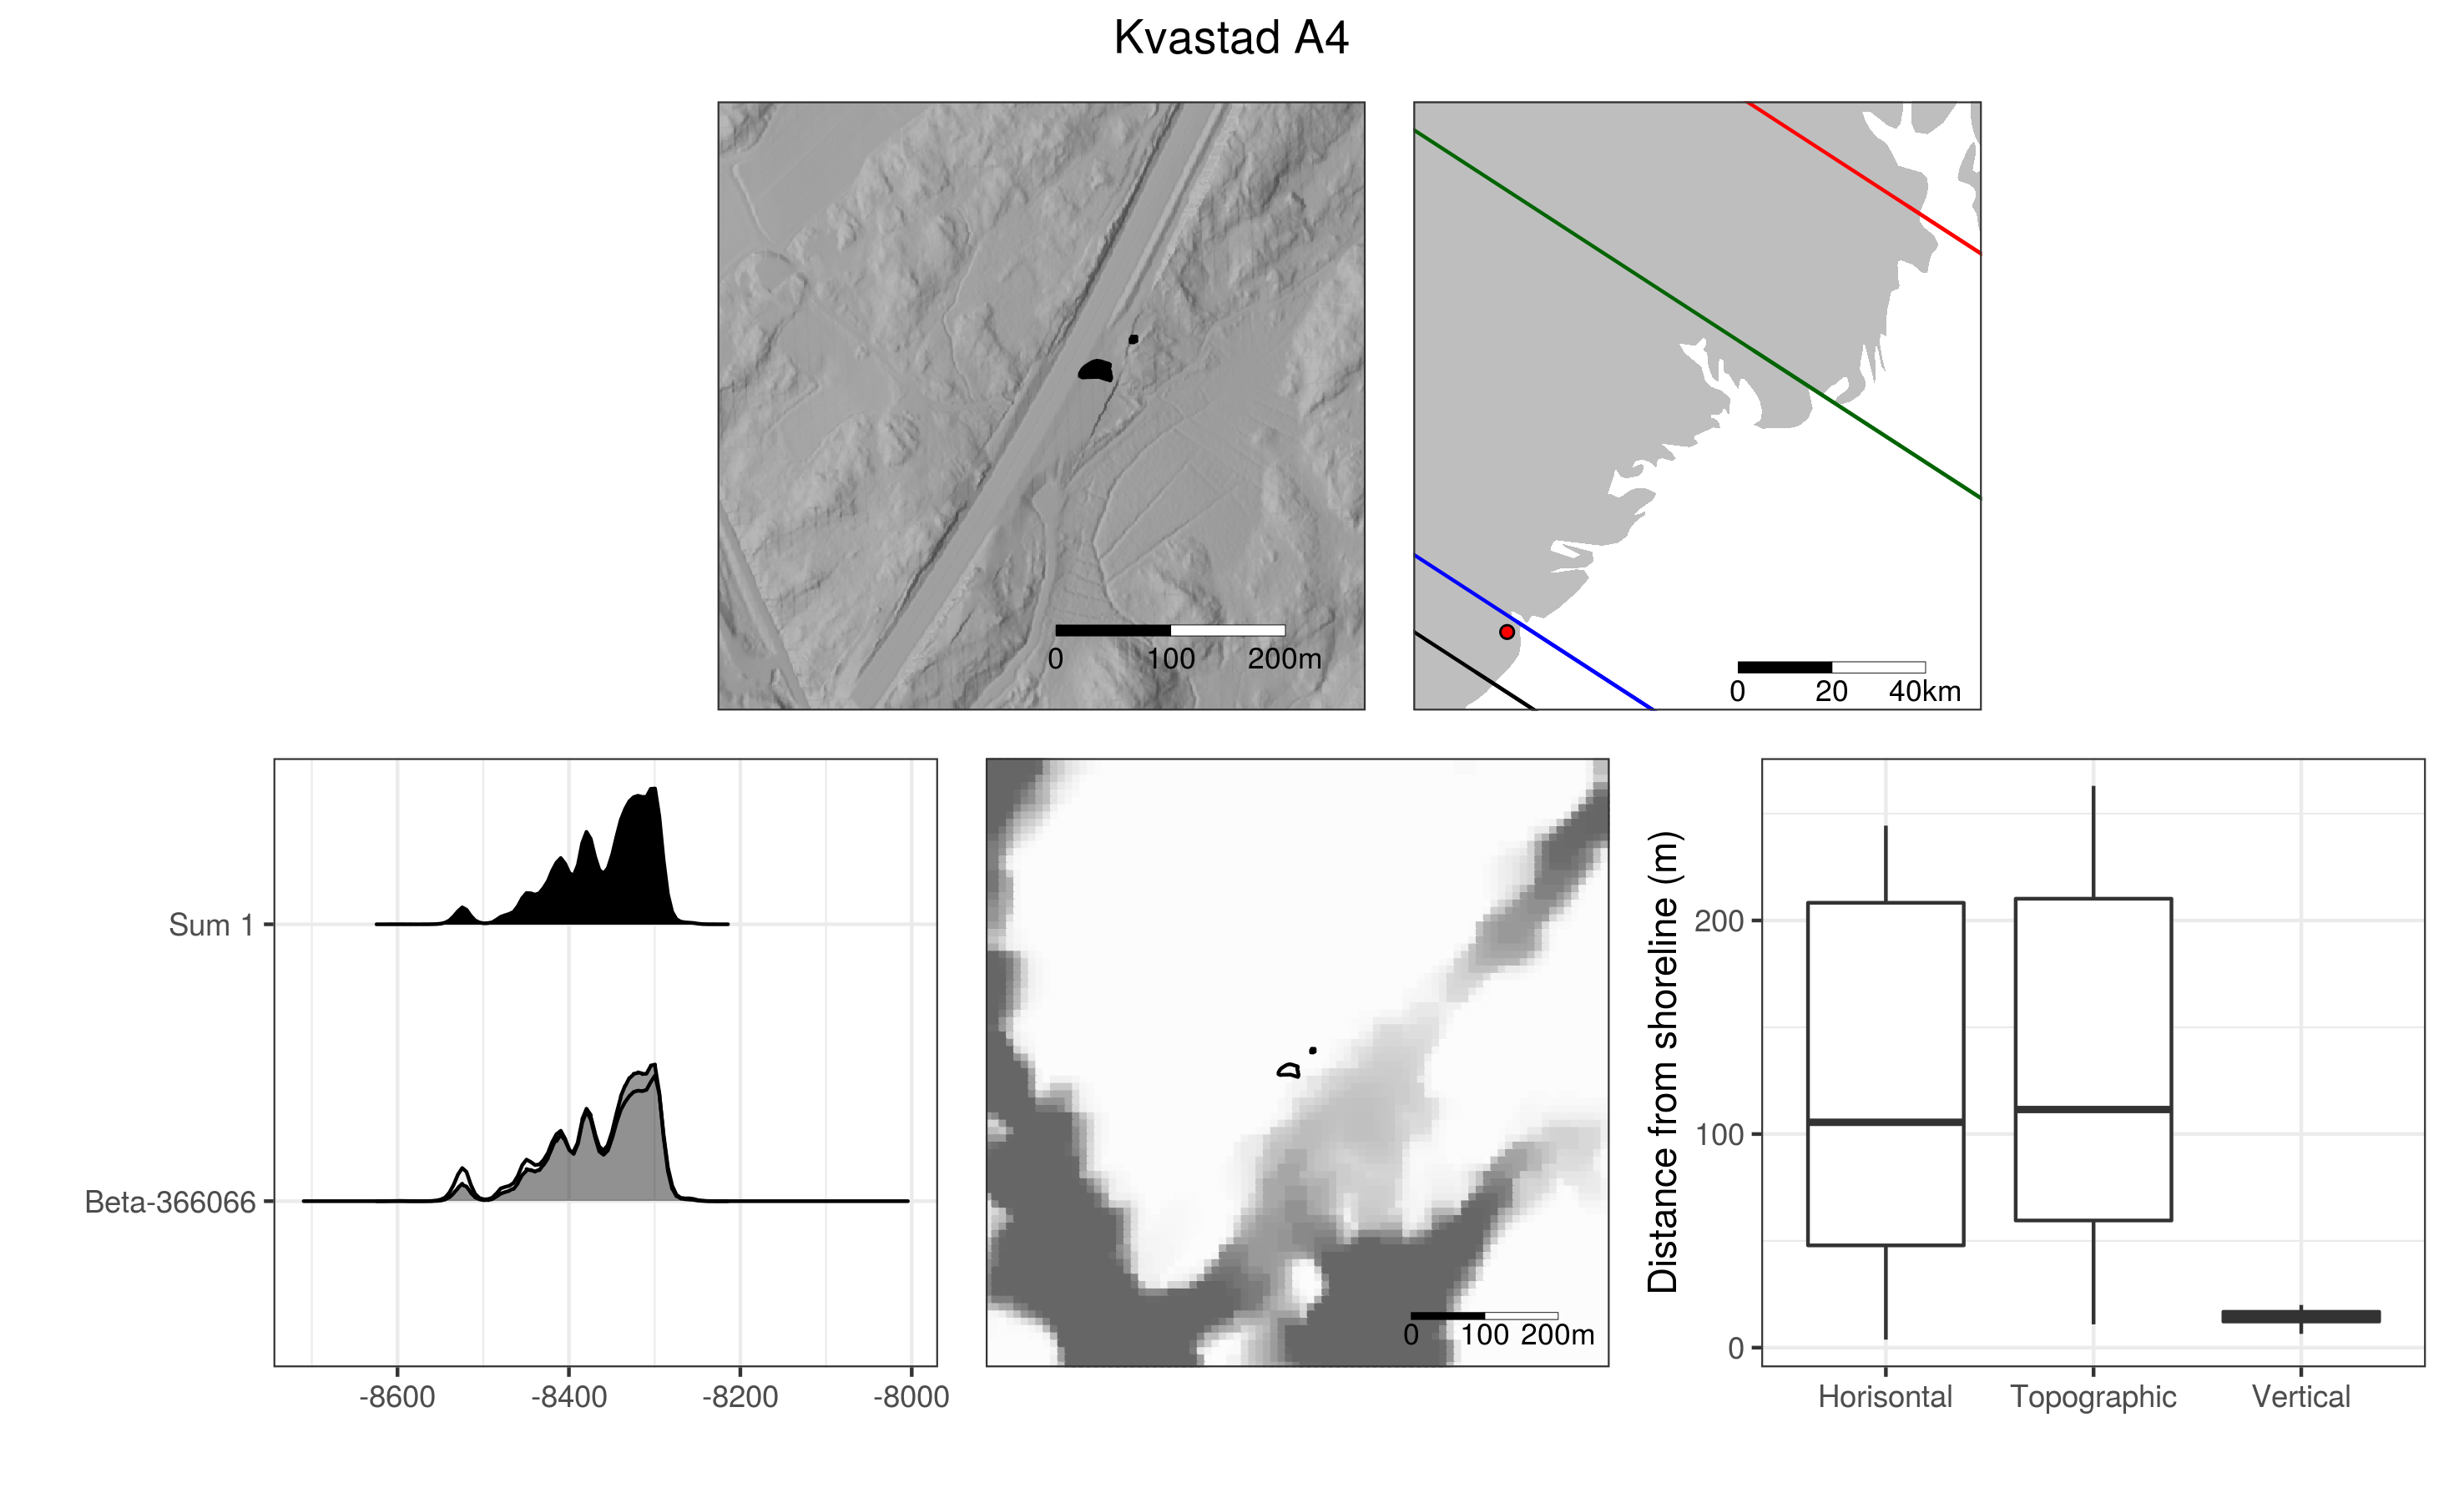 Kvastad A4
0 100 200m
0 20 40km
Sum 1
Beta-366066
-8600 -8400 -8200 -8000
0 100 200m
Distance from shoreline (m)
200
100
0
Horisontal Topographic Vertical